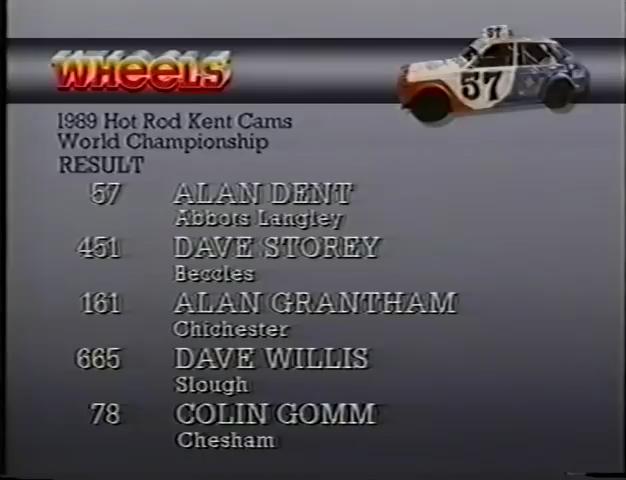 WHEELS
57
57
1989 Hot Rod Kent Cams
World Championship
RESULT
57 ALAN DENT
Abbots Langley
451 DAVE STOREY
Beccles
161 ALAN GRANTHAM
Chichester
665 DAVE WILLIS
Slough
78 COLIN GOMM
Chesham